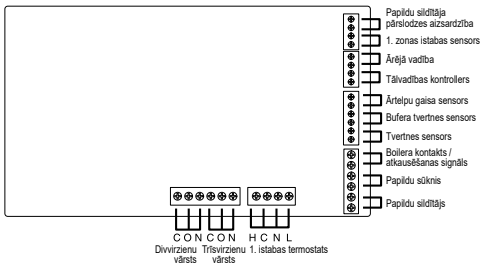 Papildu sildītāja
pārslodzes aizsardzība
1. zonas istabas sensors
Ārējā vadība
Tālvadības kontrollers
Ārtelpu gaisa sensors
Bufera tvertnes sensors
Tvertnes sensors
Boilera kontakts /
atkausēšanas signāls
Papildu sūknis
Papildu sildītājs
C O N C O N H C N L
Divvirzienu Trīsvirzienu 1. istabas termostats
vārsts vārsts